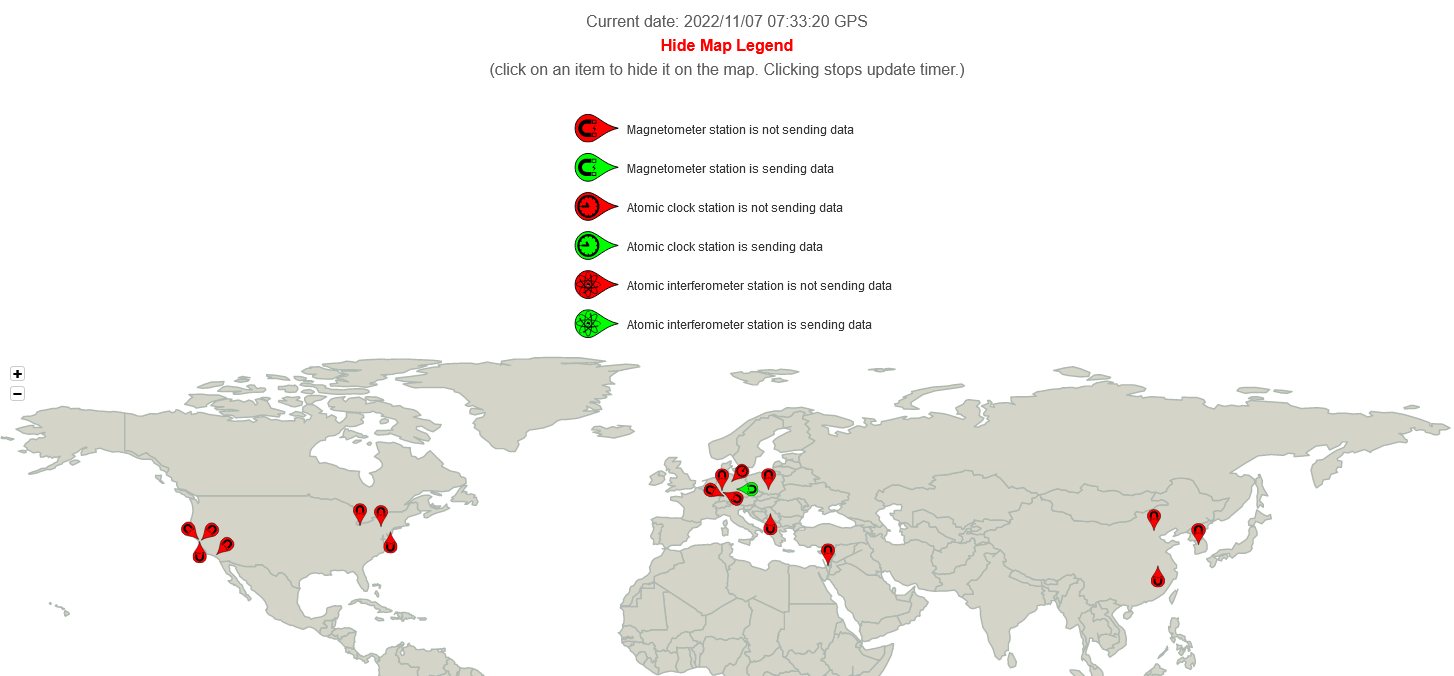 Current date: 2022/11/07 07:33:20 GPS
Hide Map Legend
(click on an item to hide it on the map. Clicking stops update timer.)
Magnetometer station is not sending data
Magnetometer station is sending data
Atomic clock station is not sending data
Atomic clock station is sending data
Atomic interferometer station is not sending data
Atomic interferometer station is sending data
+
−